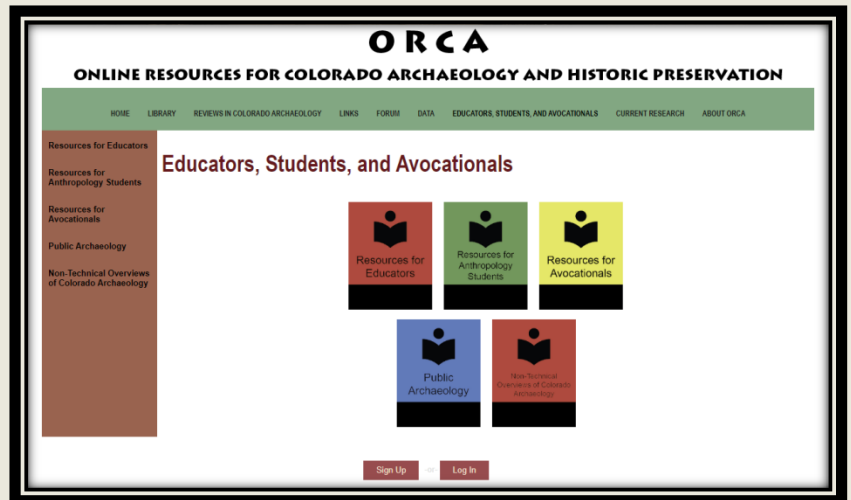 ORCA
ONLINE RESOURCES FOR COLORADO ARCHAEOLOGY AND HISTORIC PRESERVATION
HOME LIBRARY REVIEWS IN COLORADO ARCHAEOLOGY LINKS FORUM DATA EDUCATORS, STUDENTS, AND AVOCATIONALS CURRENT RESEARCH ABOUT ORCA
Resources for Educators
Resources for
Anthropology Students
Resources for
Avocationals
Public Archaeology
Non-Technical Overviews
of Colorado Archaeology
Educators, Students, and Avocationals
Resources for
Educators
Resources for
Anthropology
Students
Resources for
Avocationals
Public
Archaeology
Non-Technical
Overviews of Colorado
Archaeology
Sign Up
Log In